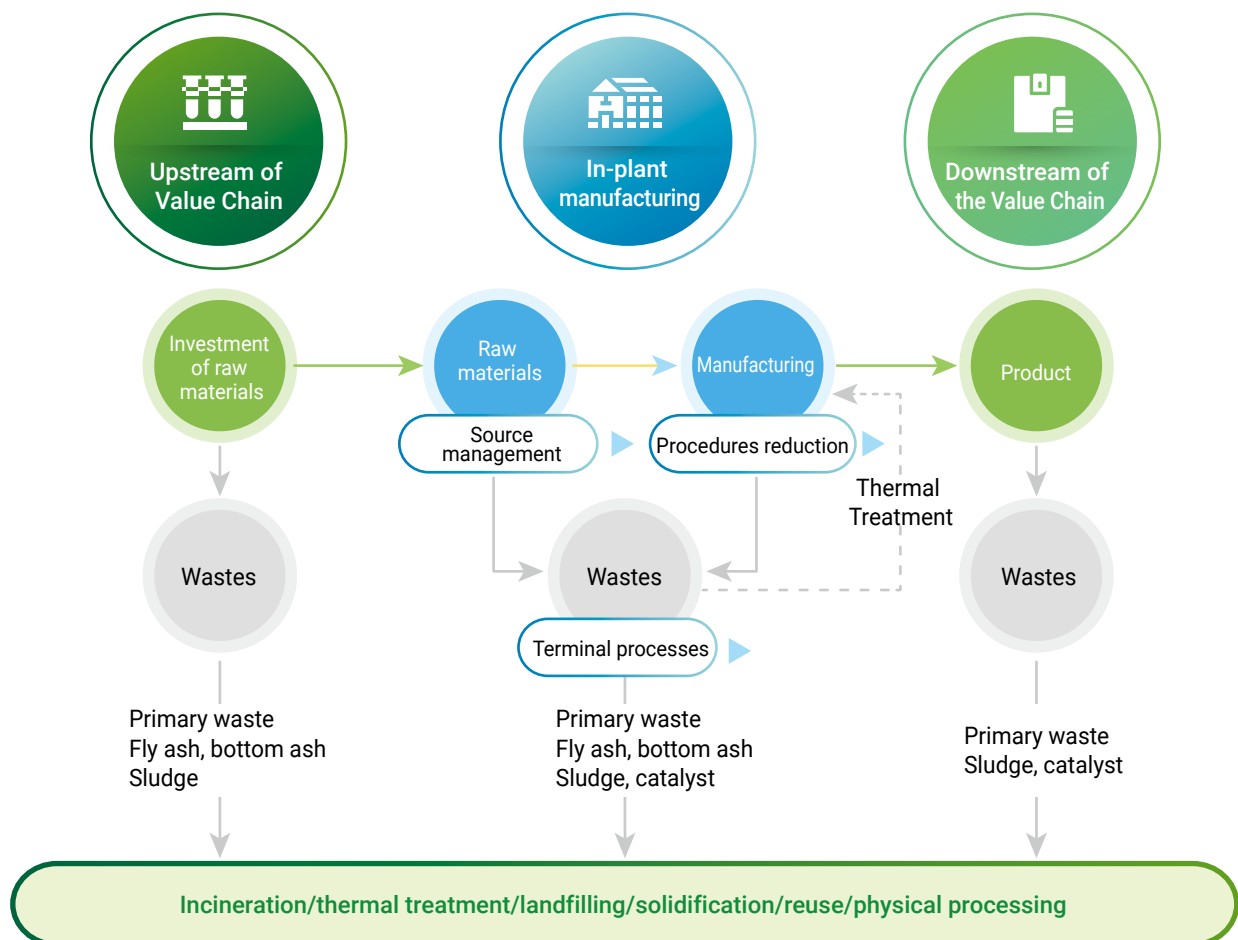 Upstream of
Value Chain
In-plant
manufacturing
Downstream of
the Value Chain
Investment
of raw
materials
Raw
materials
Manufacturing
Product
Source
management
Procedures reduction
Thermal
Treatment
Wastes
Wastes
Wastes
Terminal processes
Primary waste
Fly ash, bottom ash
Sludge
Primary waste
Fly ash, bottom ash
Sludge, catalyst
Primary waste
Sludge, catalyst
Incineration/thermal treatment/landfilling/solidification/reuse/physical processing